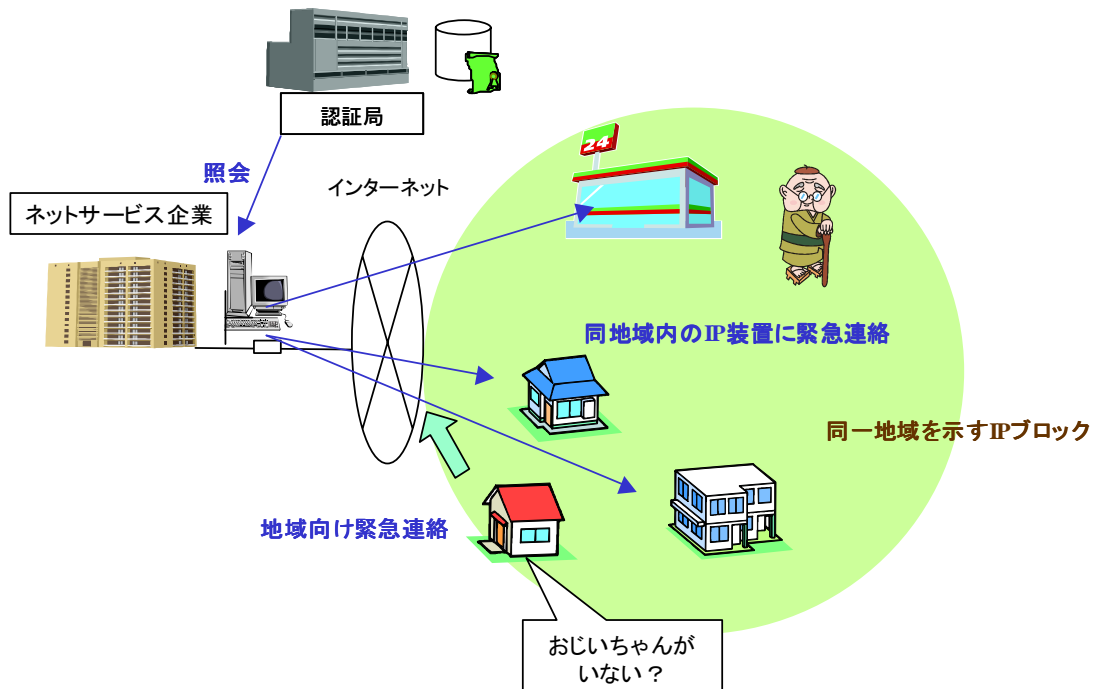 認証局
照会
インターネット
ネットサービス企業
24
同地域内のIP装置に緊急連絡
同一地域を示すIPブロック
地域向け緊急連絡
おじいちゃんが
いない？